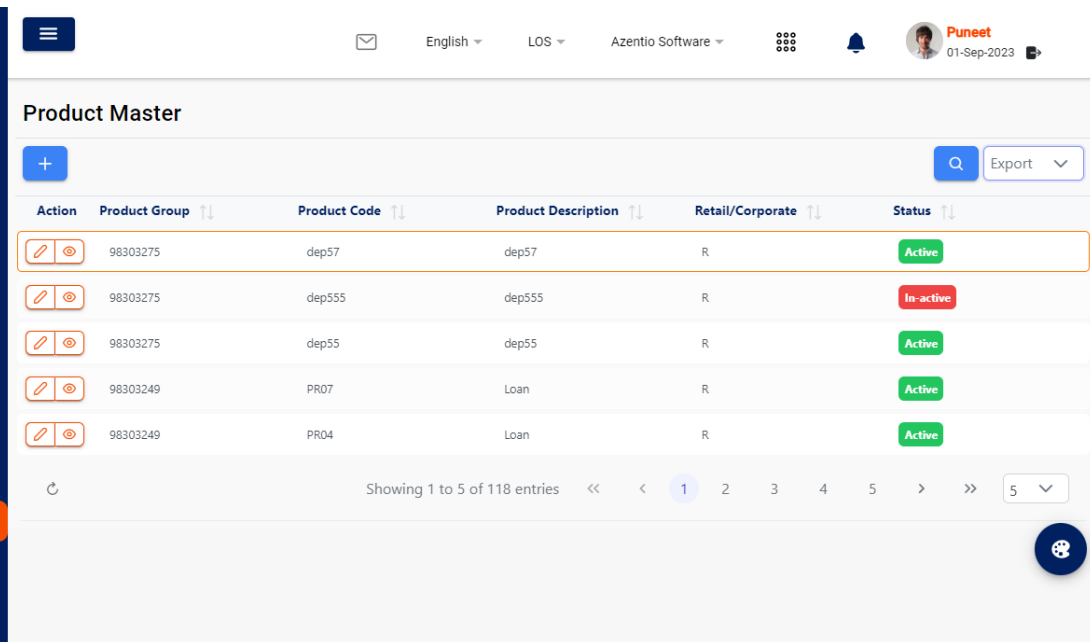 English LOS Azentio Software Puneet
01-Sep-2023
Product Master
Export
Action Product Group Product Code Product Description Retail/Corporate Status
98303275 dep57 dep57 R Active
98303275 dep555 dep555 R In-active
98303275 dep55 dep55 R Active
98303249 PR07 Loan R Active
98303249 PR04 Loan R Active
Showing 1 to 5 of 118 entries << < 1 2 3 4 5 > >> 5